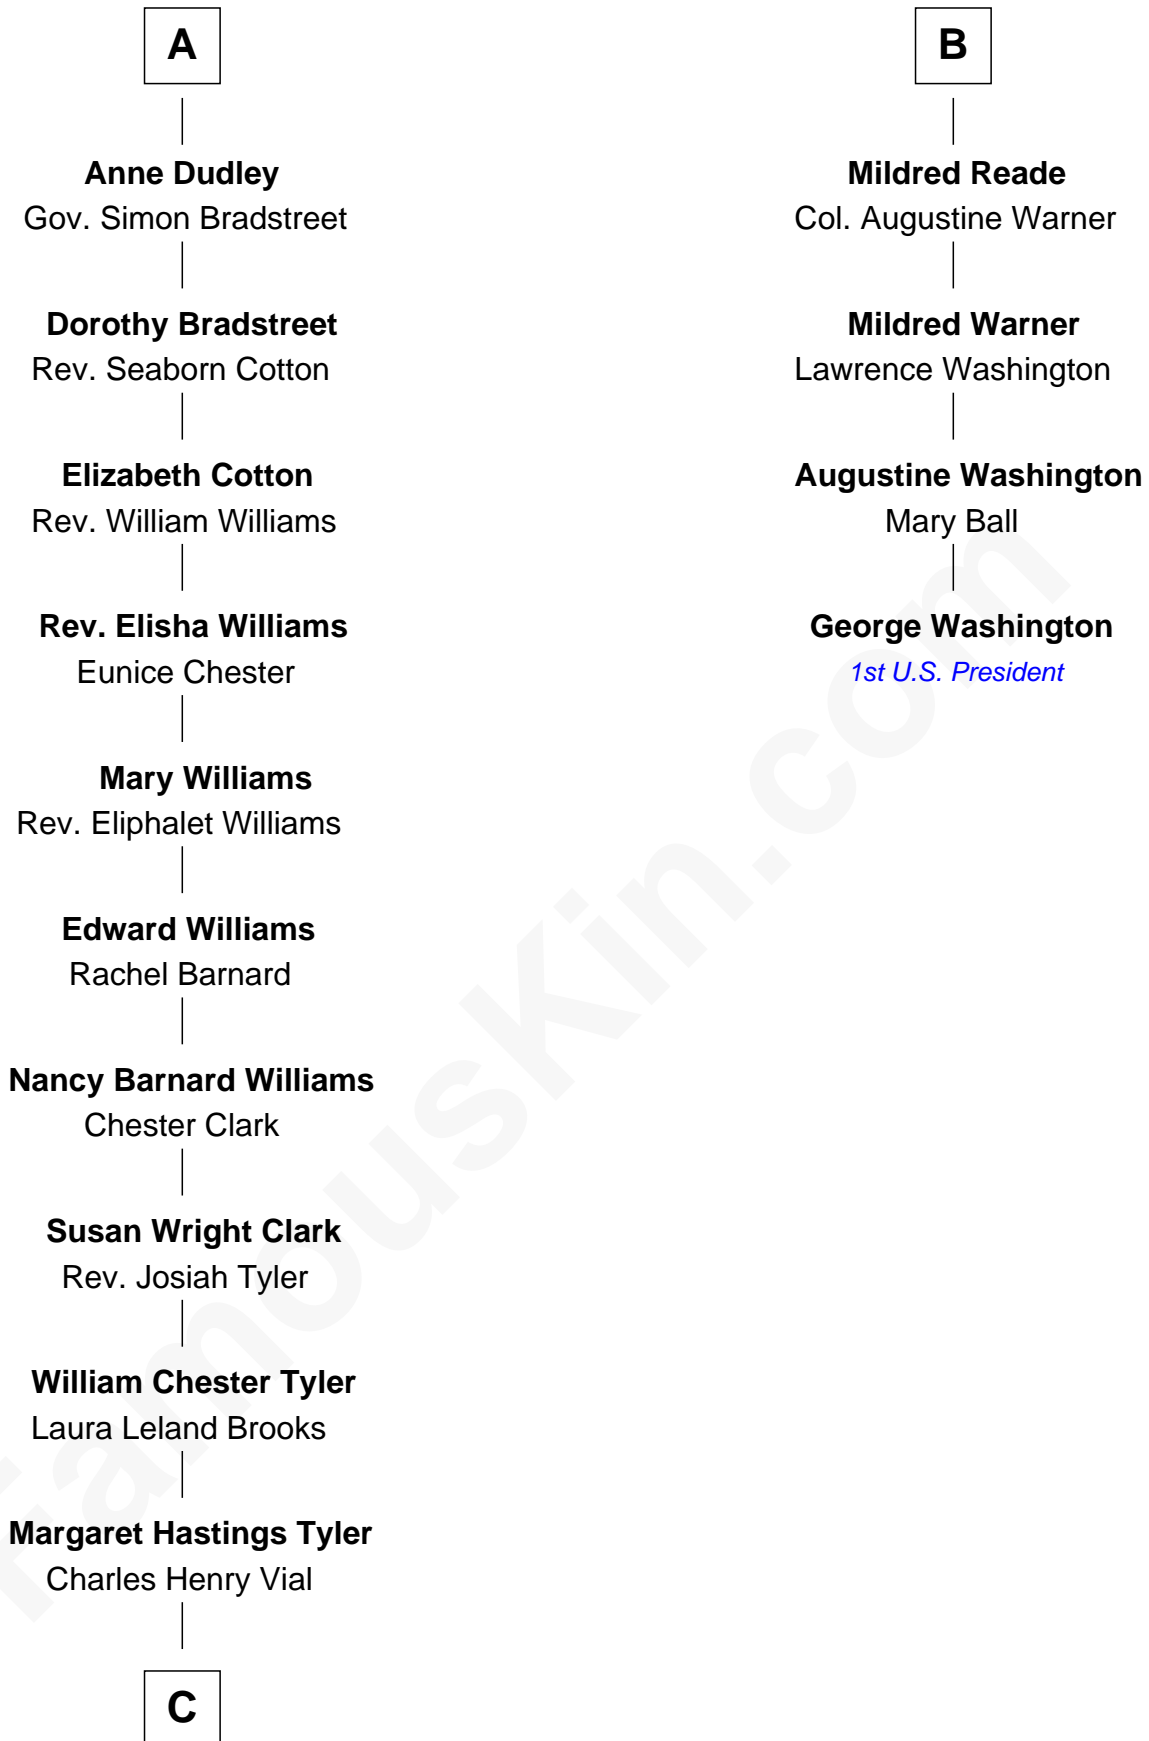 A
Anne Dudley
Gov. Simon Bradstreet
Dorothy Bradstreet
Rev. Seaborn Cotton
Elizabeth Cotton
Rev. William Williams
Rev. Elisha Williams
Eunice Chester
Mary Williams
Rev. Eliphalet Williams
Edward Williams
Rachel Barnard
Nancy Barnard Williams
Chester Clark
Susan Wright Clark
Rev. Josiah Tyler
William Chester Tyler
Laura Leland Brooks
Margaret Hastings Tyler
Charles Henry Vial
C
B
Mildred Reade
Col. Augustine Warner
Mildred Warner
Lawrence Washington
Augustine Washington
Mary Ball
George Washington
1st U.S. President
FamousKin.com